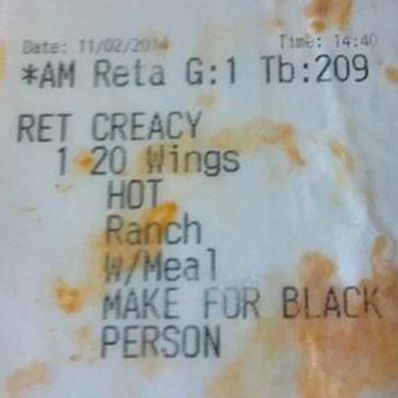 Date: 11/02/2014 Time: 14:40
*AM Reta G:1 Tb:209
RET CREACY
1 20 Wings
HOT
Ranch
W/Meal
MAKE FOR BLACK
PERSON